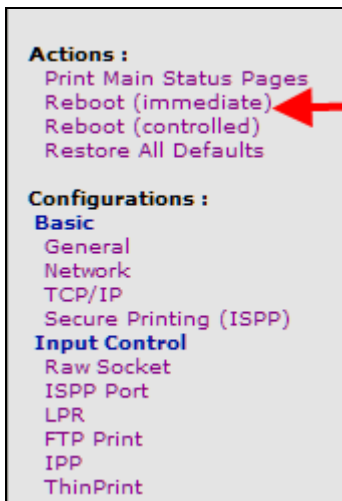 Actions :
Print Main Status Pages
Reboot (immediate)
Reboot (controlled)
Restore All Defaults
Configurations :
Basic
General
Network
TCP/IP
Secure Printing (ISPP)
Input Control
Raw Socket
ISPP Port
LPR
FTP Print
IPP
ThinPrint